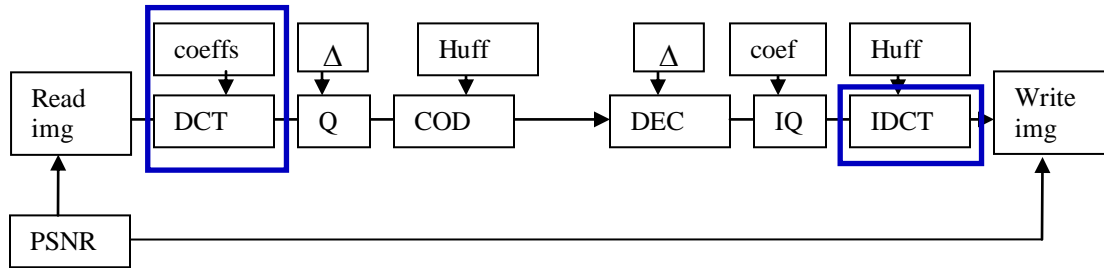 coeffs
Δ
Huff
Δ
coef
Huff
Read
img
DCT
Q
COD
DEC
IQ
IDCT
Write
img
PSNR